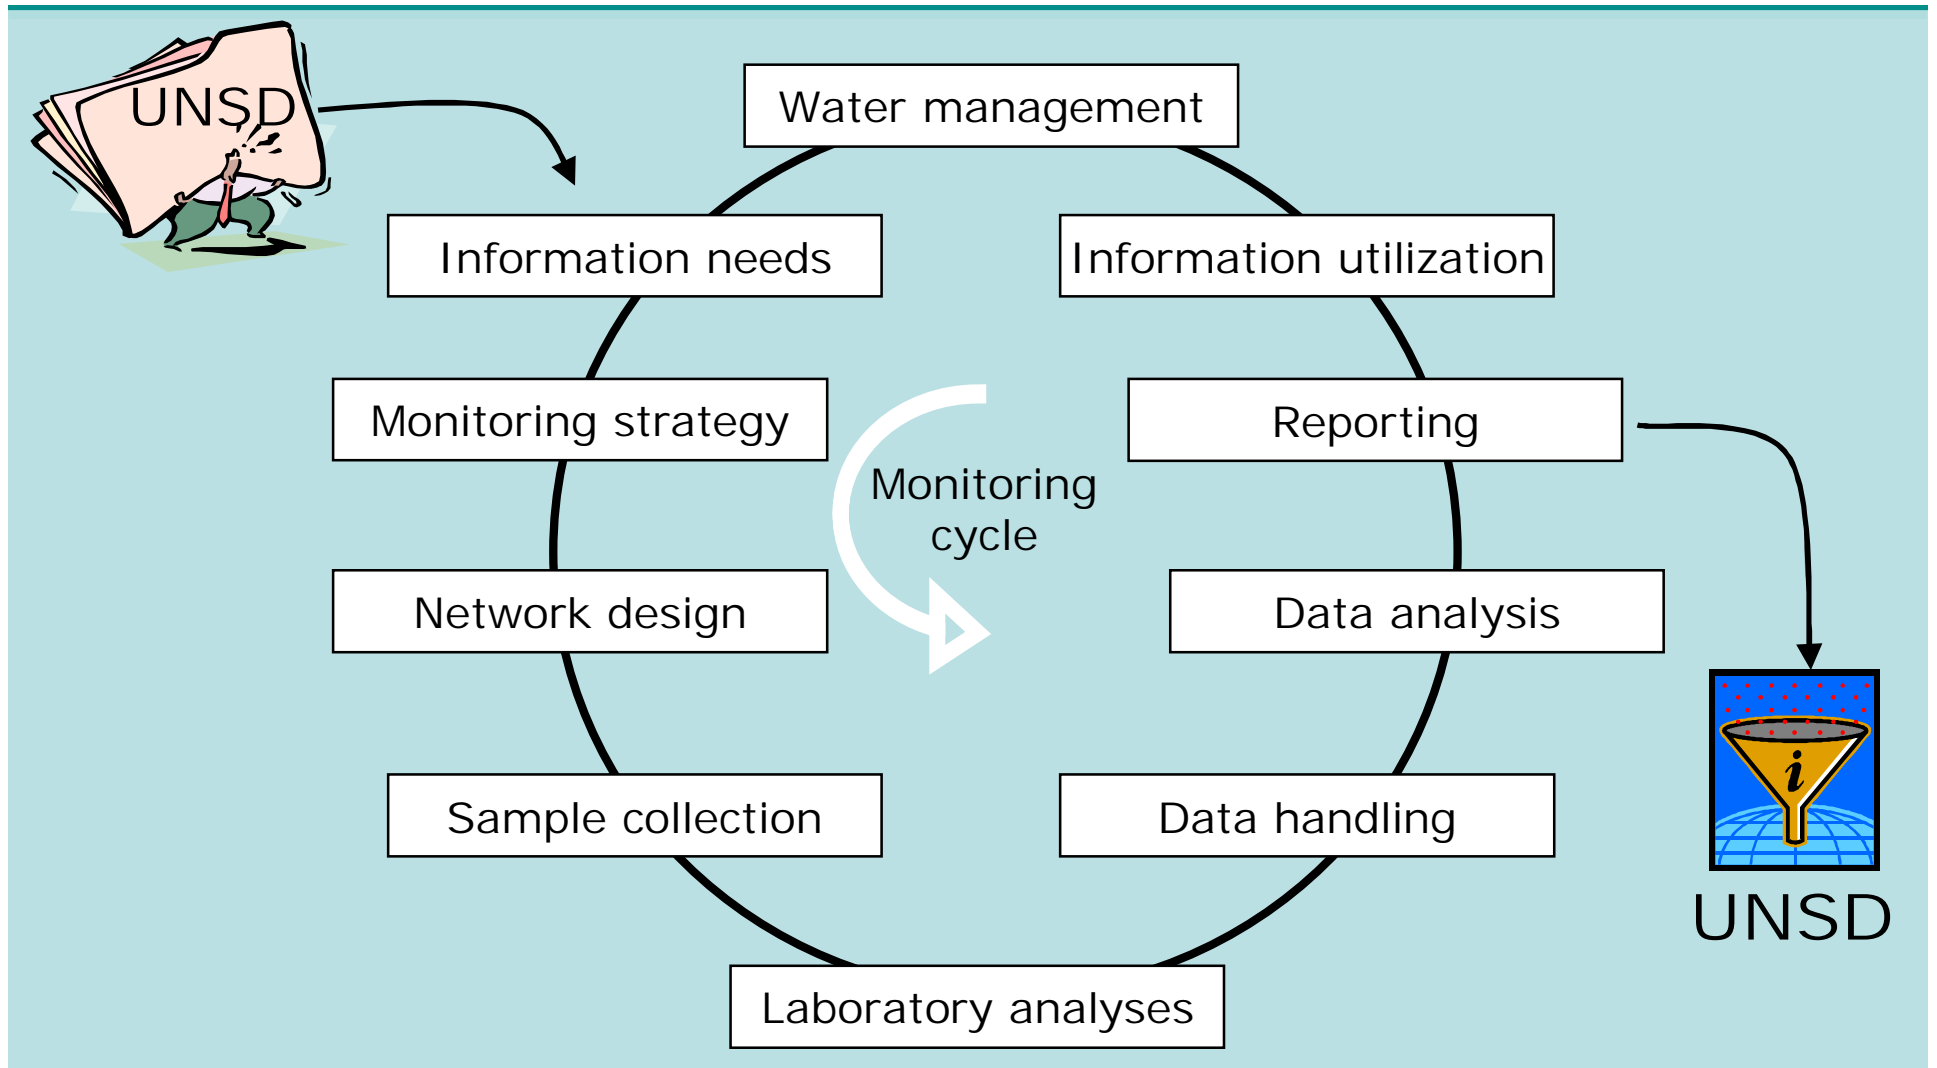 UNSD
Water management
Information needs
Information utilization
Monitoring strategy
Reporting
Monitoring
cycle
Network design
Data analysis
i
Sample collection
Data handling
UNSD
Laboratory analyses